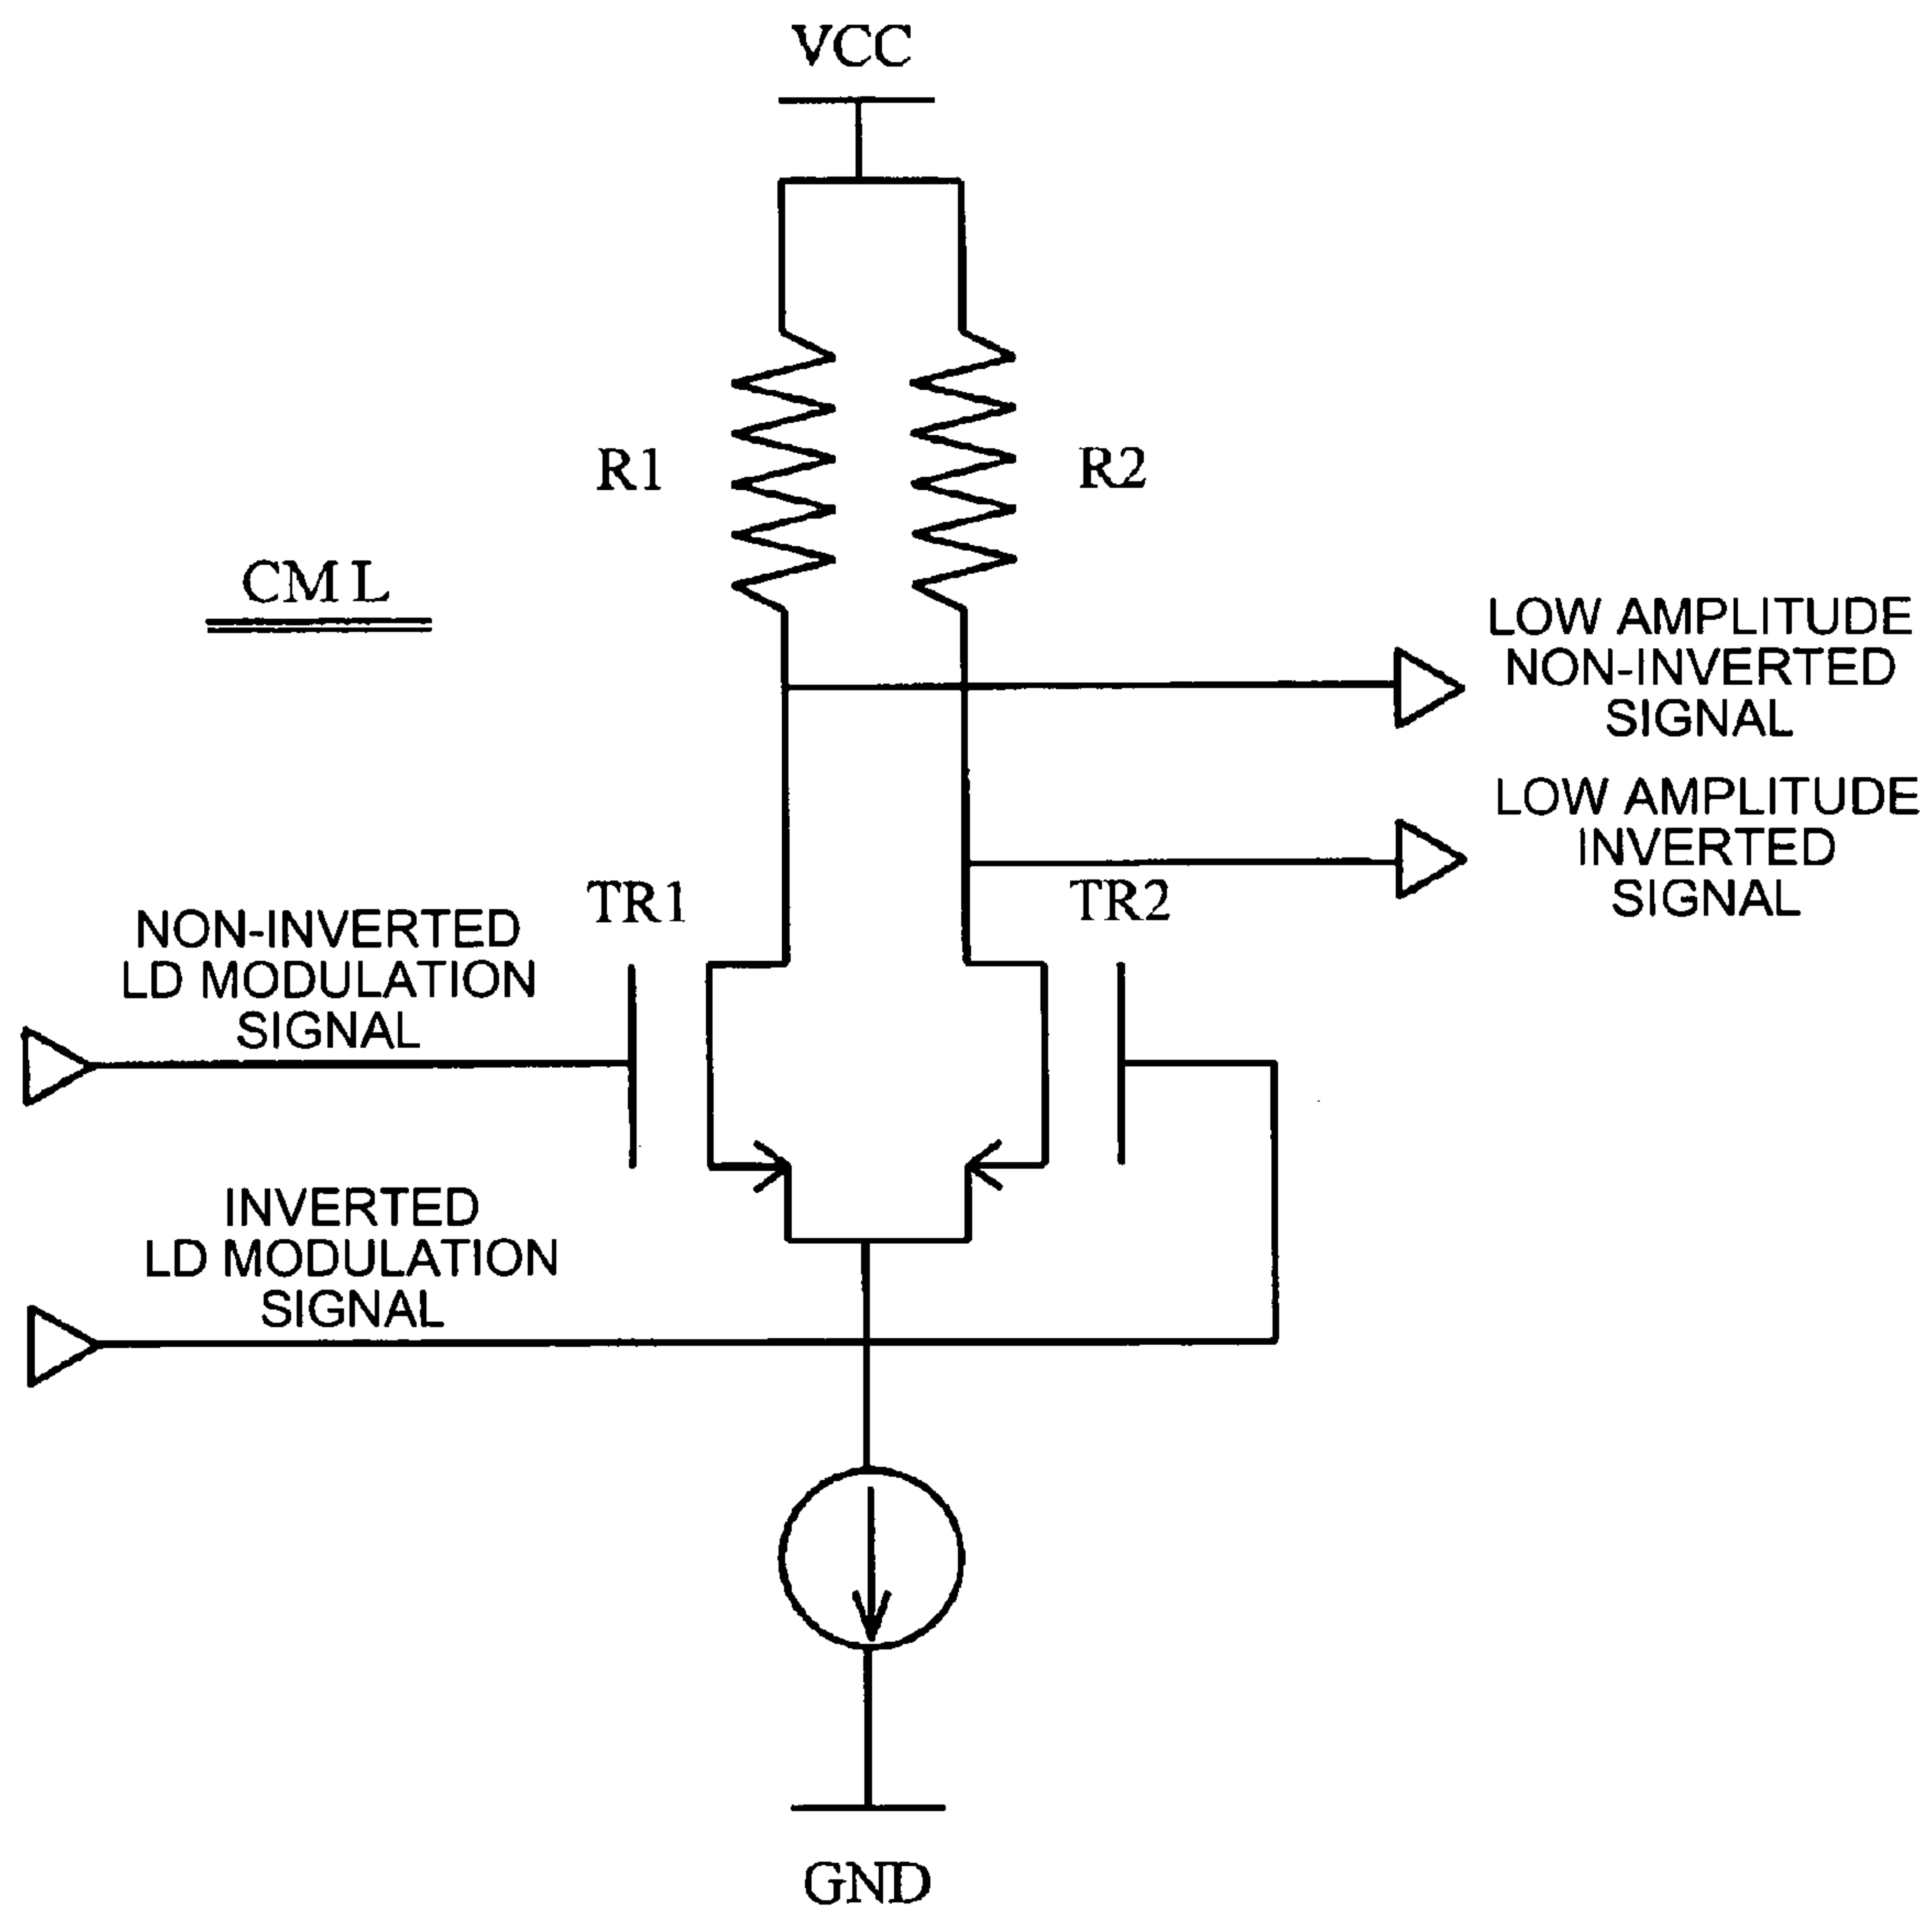 VCC
R1
R2
CML
LOW AMPLITUDE
NON-INVERTED
SIGNAL
LOW AMPLITUDE
INVERTED
SIGNAL
TR1
TR2
NON-INVERTED
LD MODULATION
SIGNAL
INVERTED
LD MODULATION
SIGNAL
GND